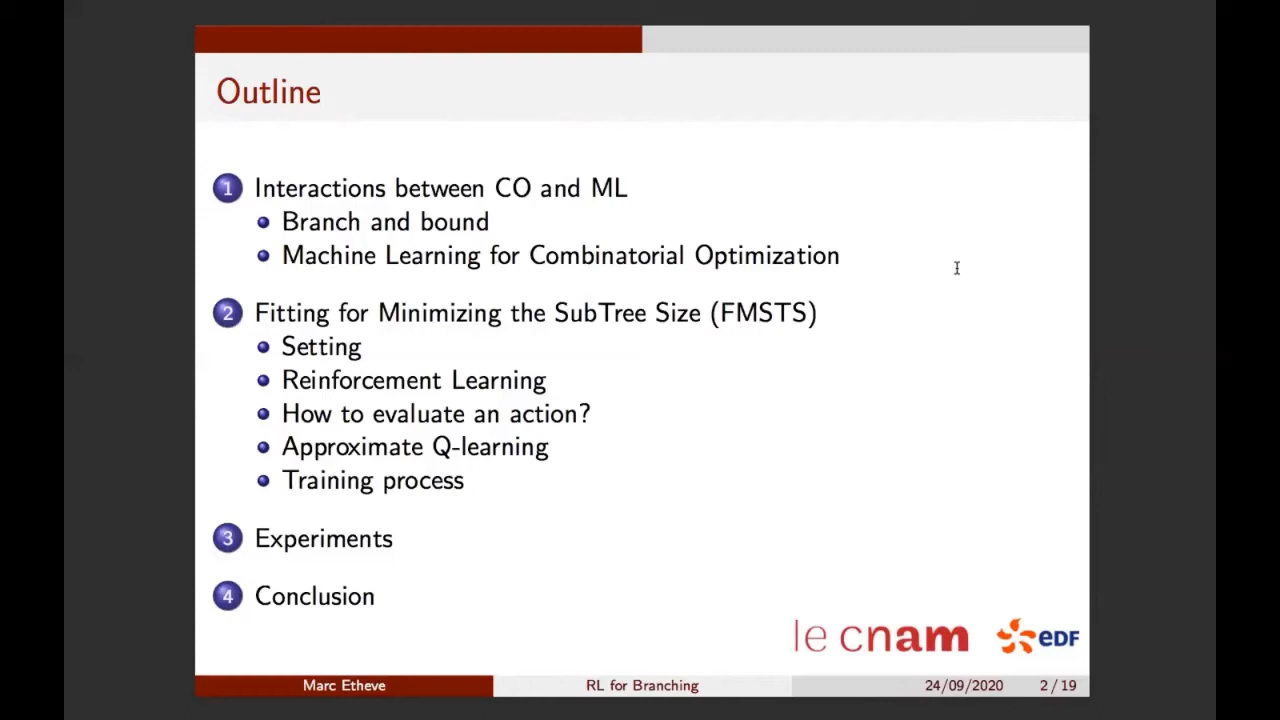 Outline
1 Interactions between CO and ML
Branch and bound
Machine Learning for Combinatorial Optimization
2 Fitting for Minimizing the SubTree Size (FMSTS)
Setting
Reinforcement Learning
How to evaluate an action?
Approximate Q-learning
Training process
3 Experiments
4 Conclusion
le cnam
eDF
Marc Etheve RL for Branching 24/09/2020 2 / 19